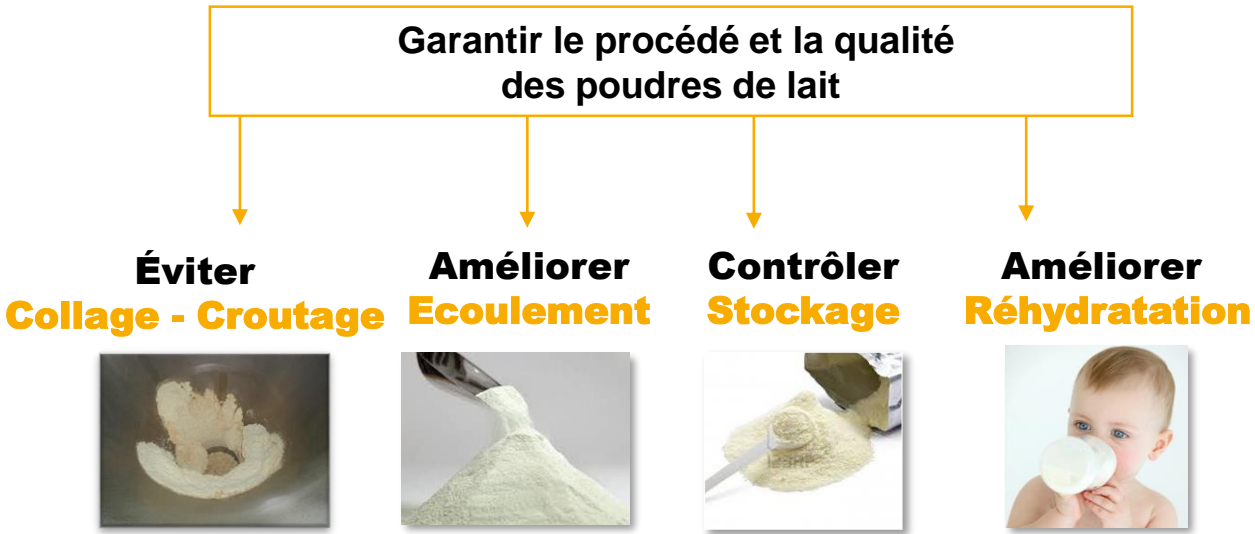 Garantir le procédé et la qualité
des poudres de lait
Éviter
Collage - Croutage
Améliorer
Ecoulement
Contrôler
Stockage
Améliorer
Réhydratation